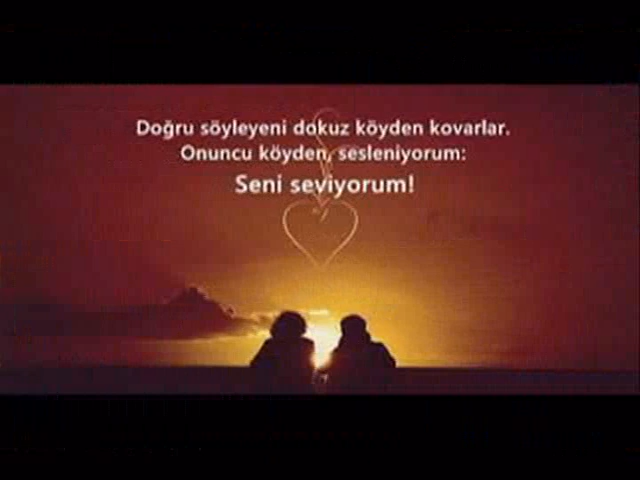 Doğru söyleyeni dokuz köyden kovarlar.
Onuncu köyden, sesleniyorum:
Seni seviyorum!